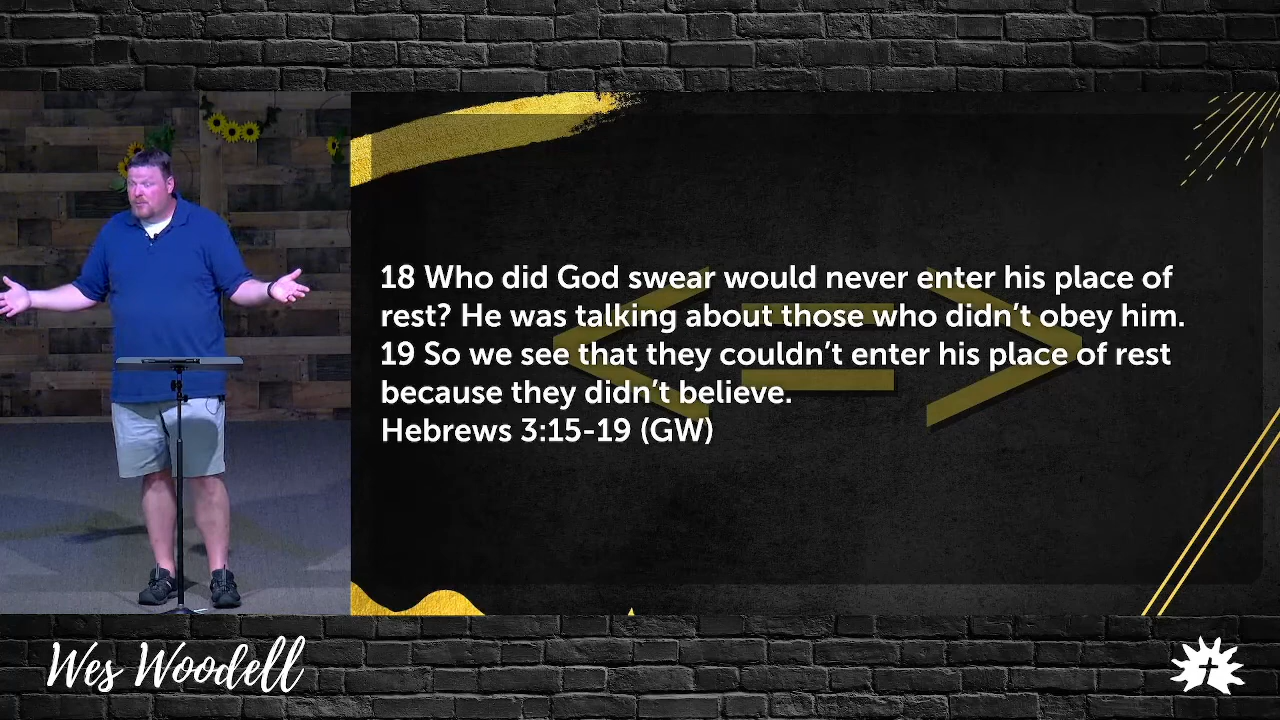 18 Who did God swear would never enter his place of
rest? He was talking about those who didn’t obey him.
19 So we see that they couldn’t enter his place of rest
because they didn’t believe.
Hebrews 3:15-19 (GW)
Wes Woodell